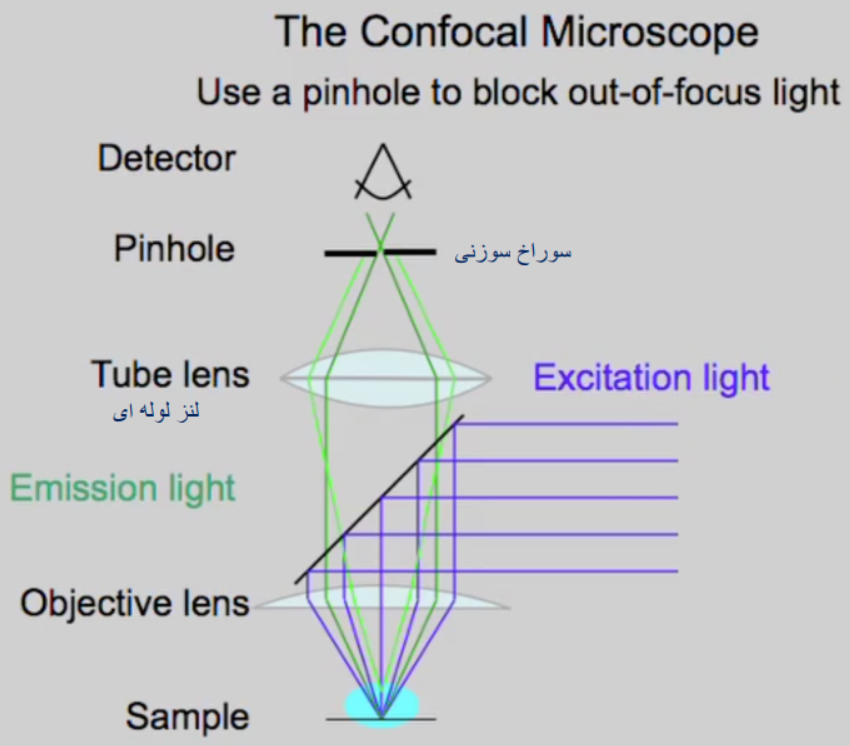 The Confocal Microscope
Use a pinhole to block out-of-focus light
Detector
Pinhole
سوراخ سوزنی
Tube lens
لنز لوله ای
Excitation light
Emission light
Objective lens
Sample